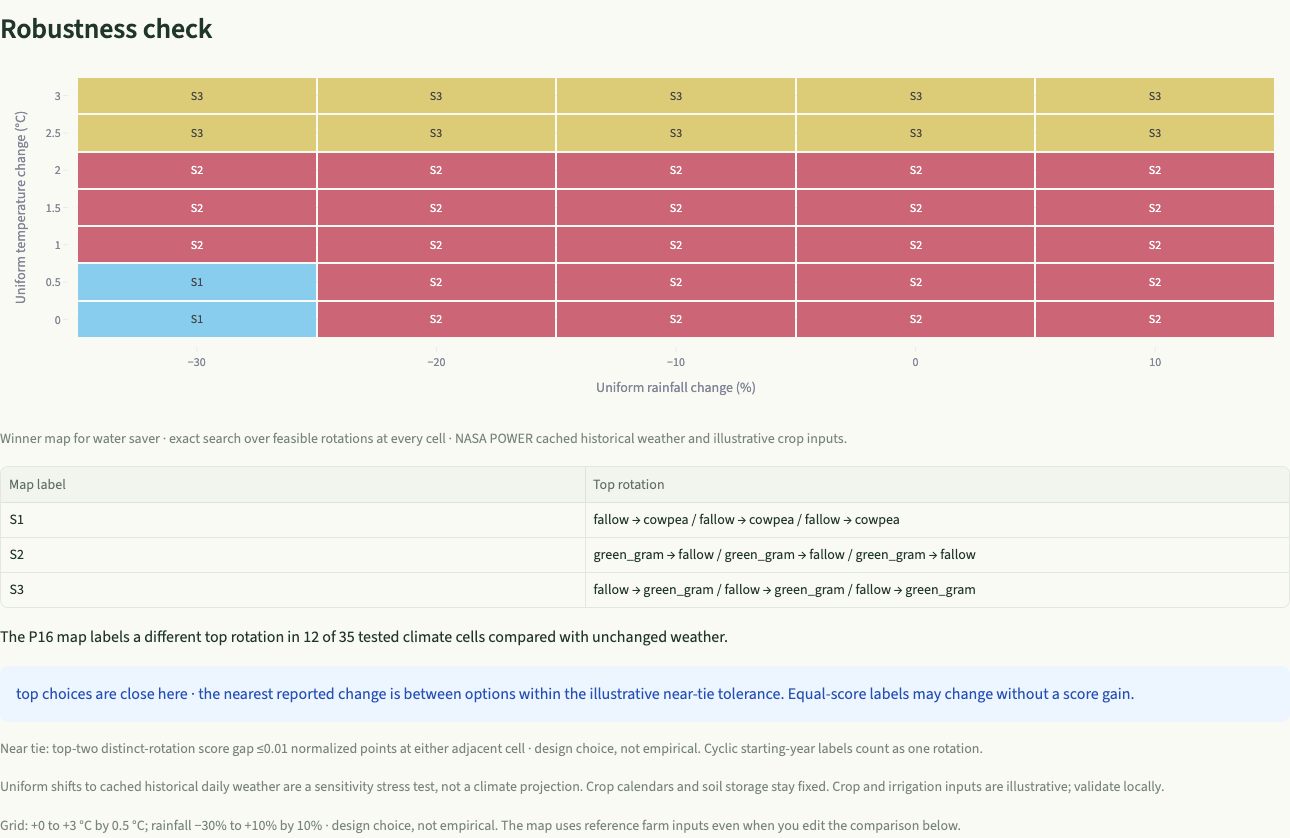 Robustness check
Uniform temperature change (°C)
3 S3 S3 S3 S3 S3
2.5 S3 S3 S3 S3 S3
2 S2 S2 S2 S2 S2
1.5 S2 S2 S2 S2 S2
1 S2 S2 S2 S2 S2
0.5 S1 S2 S2 S2 S2
0 S1 S2 S2 S2 S2
−30 −20 −10 0 10
Uniform rainfall change (%)
Winner map for water saver · exact search over feasible rotations at every cell · NASA POWER cached historical weather and illustrative crop inputs.
Map label Top rotation
S1 fallow → cowpea / fallow → cowpea / fallow → cowpea
S2 green_gram → fallow / green_gram → fallow / green_gram → fallow
S3 fallow → green_gram / fallow → green_gram / fallow → green_gram
The P16 map labels a different top rotation in 12 of 35 tested climate cells compared with unchanged weather.
top choices are close here · the nearest reported change is between options within the illustrative near-tie tolerance. Equal-score labels may change without a score gain.
Near tie: top-two distinct-rotation score gap ≤0.01 normalized points at either adjacent cell · design choice, not empirical. Cyclic starting-year labels count as one rotation.
Uniform shifts to cached historical daily weather are a sensitivity stress test, not a climate projection. Crop calendars and soil storage stay fixed. Crop and irrigation inputs are illustrative; validate locally.
Grid: +0 to +3 °C by 0.5 °C; rainfall −30% to +10% by 10% · design choice, not empirical. The map uses reference farm inputs even when you edit the comparison below.